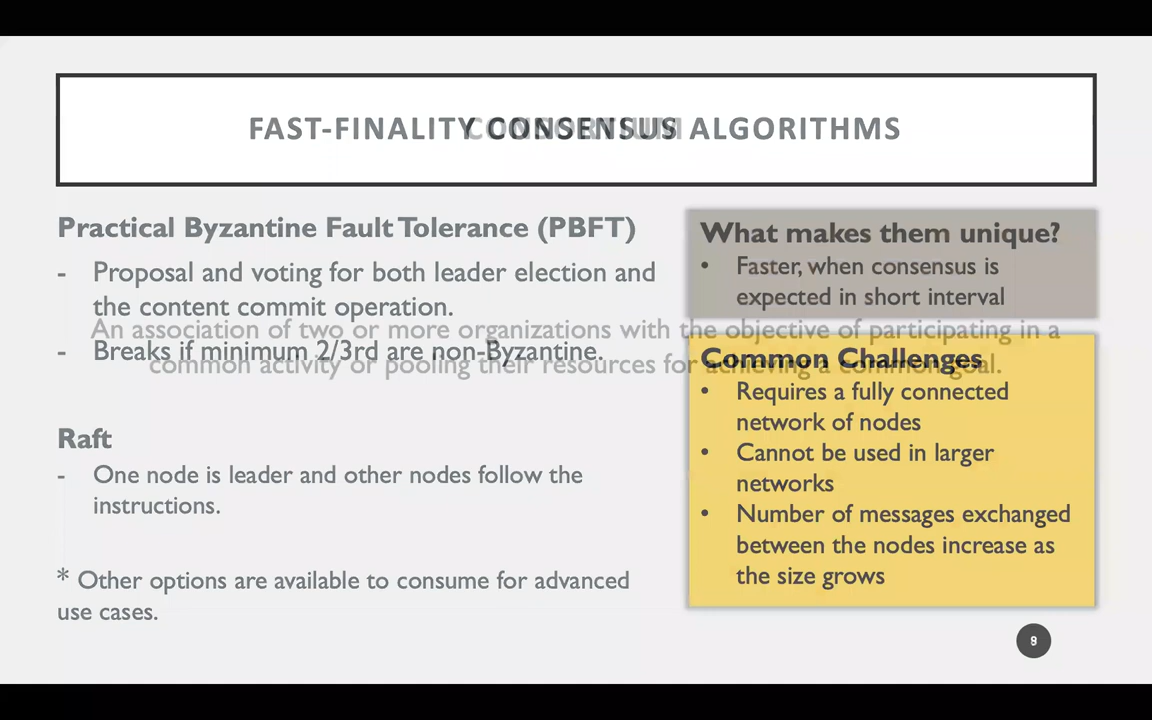 FAST-FINALITY CONSENSUS ALGORITHMS
CONSORTIUM
Practical Byzantine Fault Tolerance (PBFT)
- Proposal and voting for both leader election and
the content commit operation.
- Breaks if minimum 2/3rd are non-Byzantine.
An association of two or more organizations with the objective of participating in a
common activity or pooling their resources for achieving a common goal.
Raft
- One node is leader and other nodes follow the
instructions.
* Other options are available to consume for advanced
use cases.
What makes them unique?
• Faster, when consensus is
expected in short interval
Common Challenges
• Requires a fully connected
network of nodes
• Cannot be used in larger
networks
• Number of messages exchanged
between the nodes increase as
the size grows